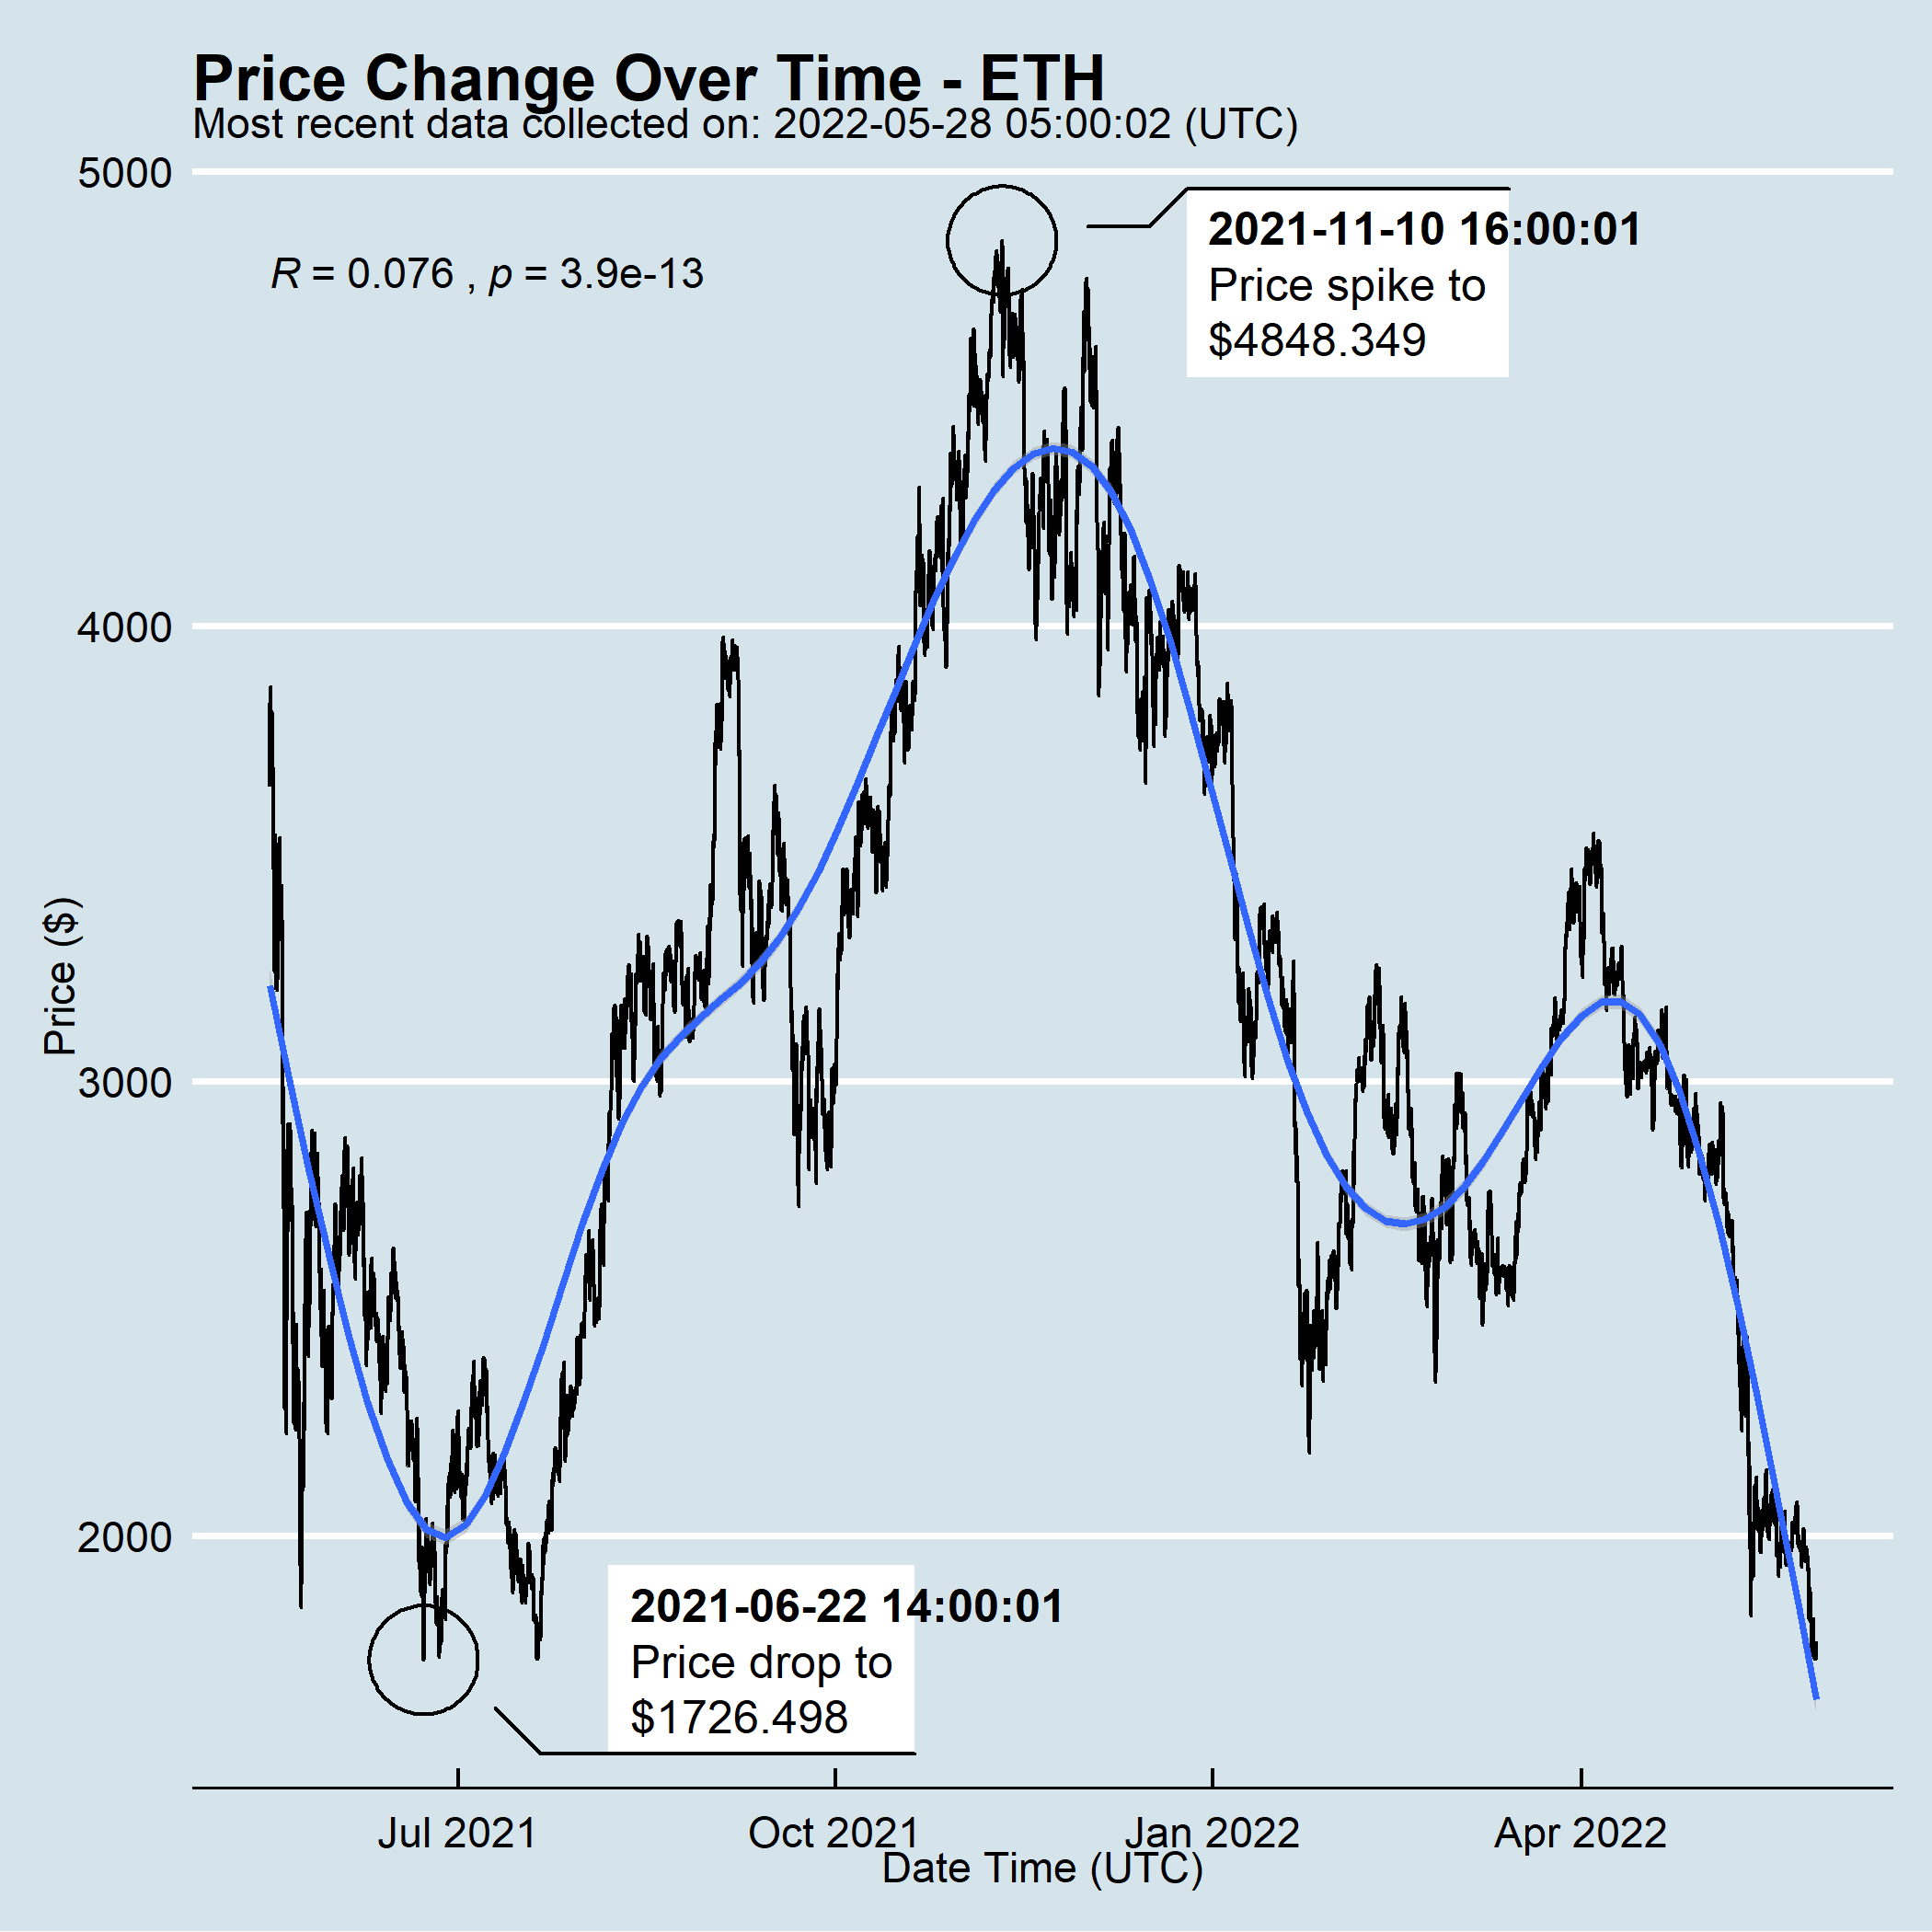 Price Change Over Time - ETH
Most recent data collected on: 2022-05-28 05:00:02 (UTC)
5000
2021-11-10 16:00:01
Price spike to
$4848.349
R = 0.076 , p = 3.9e-13
4000
Price ($)
3000
2000
2021-06-22 14:00:01
Price drop to
$1726.498
Jul 2021 Oct 2021 Jan 2022 Apr 2022
Date Time (UTC)